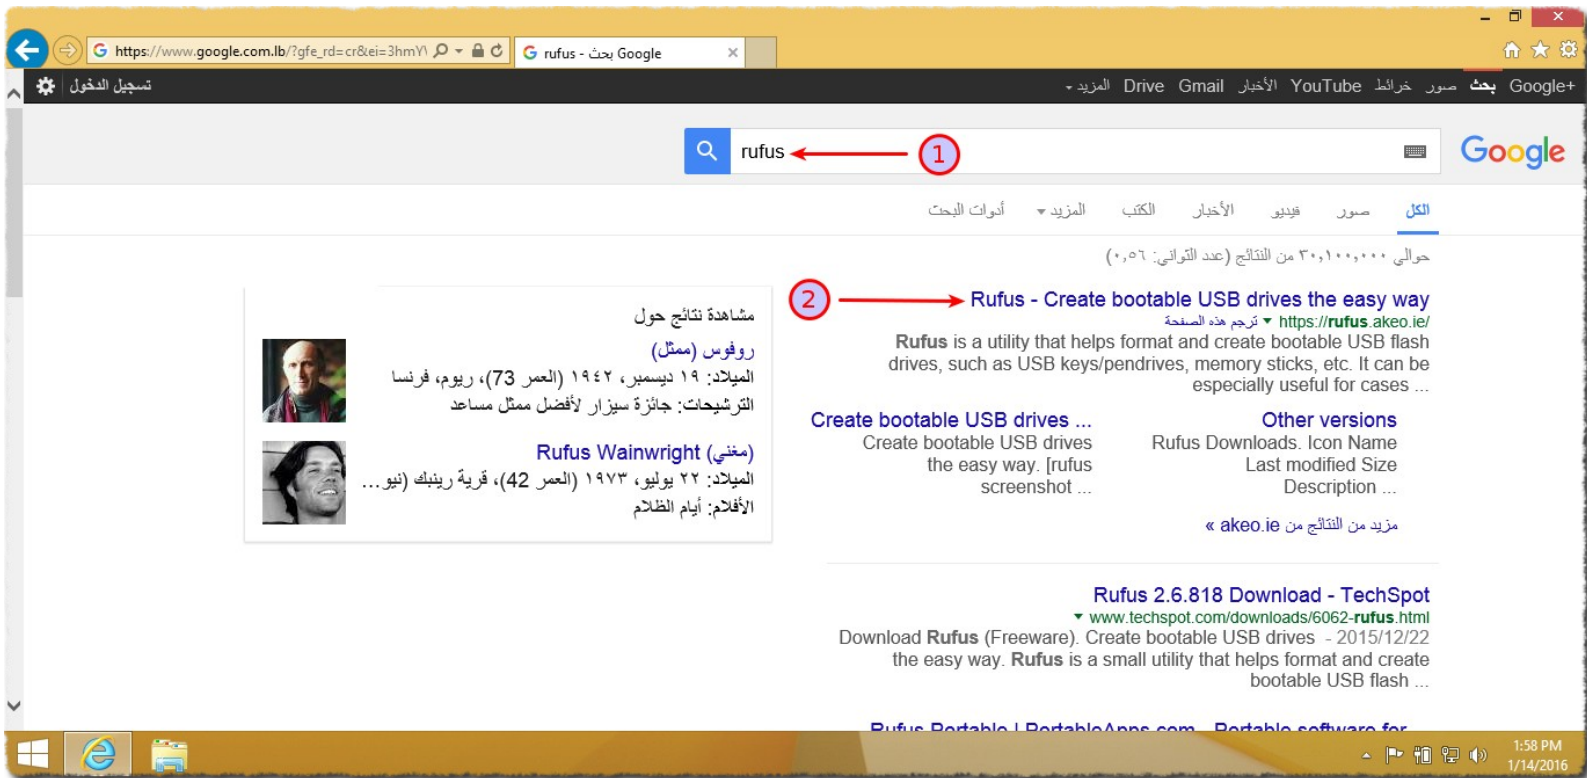 https://www.google.com.lb/?gfe_rd=cr&ei=3hmY
rufus - بحث Google
+Google بحث صور خرائط YouTube الأخبار Gmail Drive المزيد
تسجيل الدخول
Google
rufus
1
الكل صور فيديو الأخبار الكتب المزيد أدوات البحث
حوالي ٣٠,١٠٠,٠٠٠ من النتائج (عدد الثواني: ٠,٥٦)
2
Rufus - Create bootable USB drives the easy way
https://rufus.akeo.ie/ ترجم هذه الصفحة
Rufus is a utility that helps format and create bootable USB flash
drives, such as USB keys/pendrives, memory sticks, etc. It can be
especially useful for cases ...
Other versions
Rufus Downloads. Icon Name
Last modified Size
Description ...
Create bootable USB drives ...
Create bootable USB drives
the easy way. [rufus
screenshot ...
مزيد من النتائج من akeo.ie »
Rufus 2.6.818 Download - TechSpot
www.techspot.com/downloads/6062-rufus.html
Download Rufus (Freeware). Create bootable USB drives - 2015/12/22
the easy way. Rufus is a small utility that helps format and create
bootable USB flash ...
Rufus Portable | PortableApps.com - Portable software for
مشاهدة نتائج حول
روفوس (ممثل)
الميلاد: ١٩ ديسمبر، ١٩٤٢ (العمر 73)، ريوم، فرنسا
الترشيحات: جائزة سيزار لأفضل ممثل مساعد
Rufus Wainwright (مغني)
الميلاد: ٢٢ يوليو، ١٩٧٣ (العمر 42)، قرية رينبك (نيو...
الأفلام: أيام الظلام
1:58 PM
1/14/2016